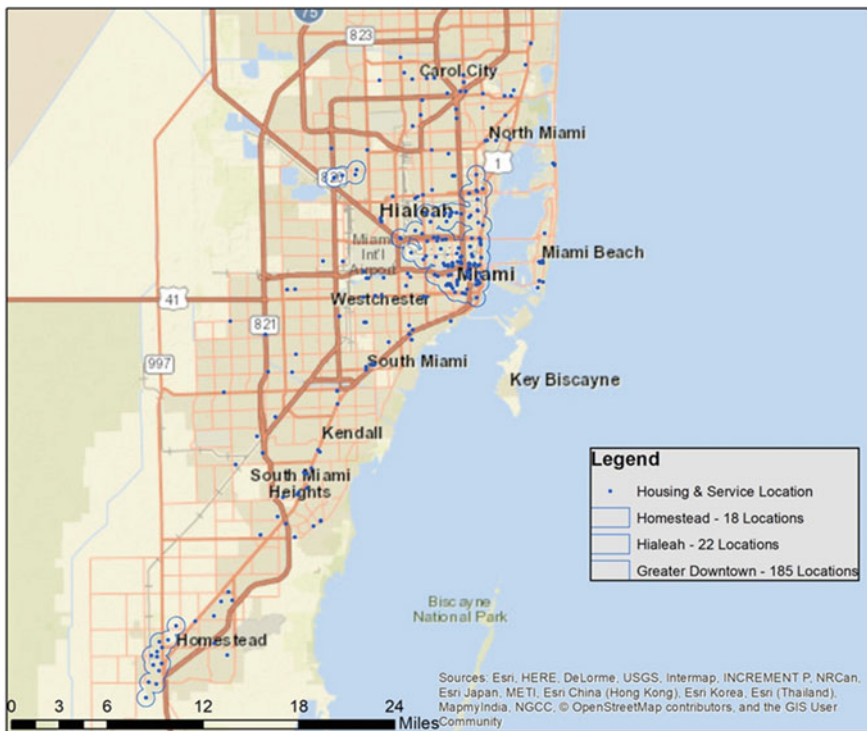 75
823
Carol City
North Miami
1
Hialeah
Miami
Int'l
Airport
Miami Beach
Miami
Westchester
41
821
997
South Miami
Key Biscayne
Kendall
South Miami
Heights
Legend
Housing & Service Location
Homestead - 18 Locations
Hialeah - 22 Locations
Greater Downtown - 185 Locations
Biscayne
National Park
Homestead
Sources: Esri, HERE, DeLorme, USGS, Intermap, INCREMENT P, NRCan,
Esri Japan, METI, Esri China (Hong Kong), Esri Korea, Esri (Thailand),
MapmyIndia, NGCC, © OpenStreetMap contributors, and the GIS User
Community
0 3 6 12 18 24
Miles